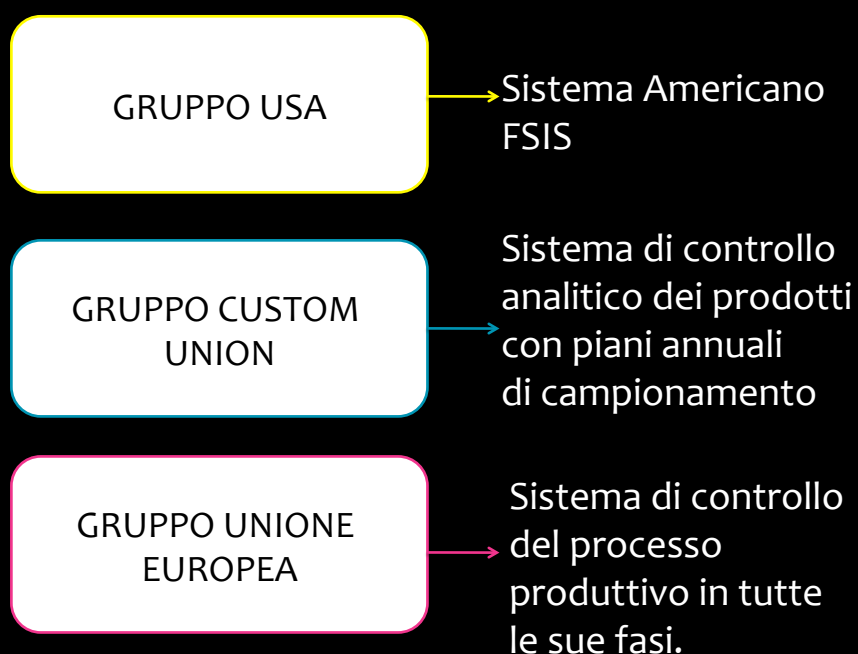 GRUPPO USA
Sistema Americano
FSIS
GRUPPO CUSTOM
UNION
Sistema di controllo
analitico dei prodotti
con piani annuali
di campionamento
GRUPPO UNIONE
EUROPEA
Sistema di controllo
del processo
produttivo in tutte
le sue fasi.